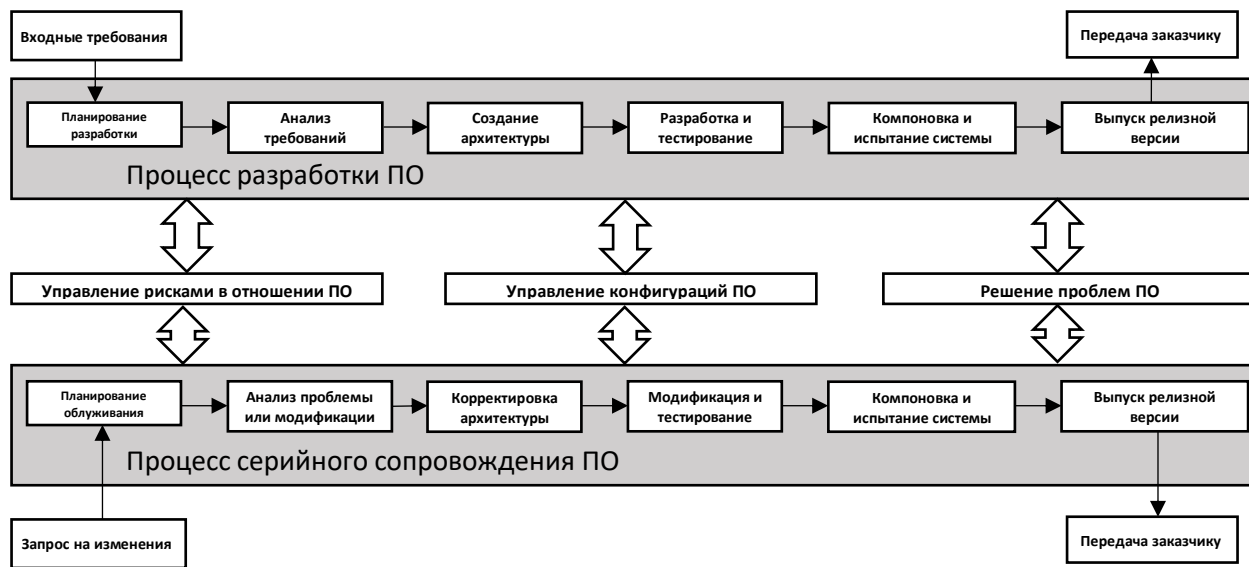 Входные требования
Передача заказчику
Планирование
разработки
Анализ
требований
Создание
архитектуры
Разработка и
тестирование
Компоновка и
испытание системы
Выпуск релизной
версии
Процесс разработки ПО
Управление рисками в отношении ПО
Управление конфигураций ПО
Решение проблем ПО
Планирование
облуживания
Анализ проблемы
или модификации
Корректировка
архитектуры
Модификация и
тестирование
Компоновка и
испытание системы
Выпуск релизной
версии
Процесс серийного сопровождения ПО
Запрос на изменения
Передача заказчику